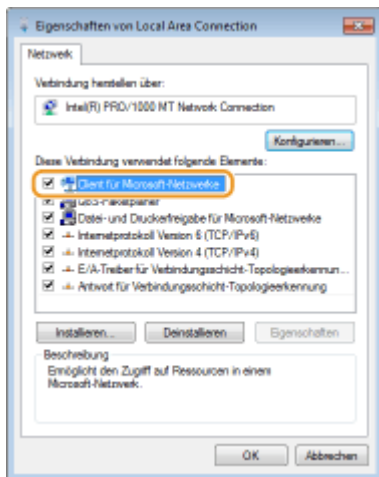 Eigenschaften von Local Area Connection
Netzwerk
Verbindung herstellen über:
Intel(R) PRO/1000 MT Network Connection
Konfigurieren...
Diese Verbindung verwendet folgende Elemente:
Client für Microsoft-Netzwerke
QoS-Paketplaner
Datei- und Druckerfreigabe für Microsoft-Netzwerke
Internetprotokoll Version 6 (TCP/IPv6)
Internetprotokoll Version 4 (TCP/IPv4)
E/A-Treiber für Verbindungsschicht-Topologieerkennun...
Antwort für Verbindungsschicht-Topologieerkennung
Installieren... Deinstallieren Eigenschaften
Beschreibung
Ermöglicht den Zugriff auf Ressourcen in einem
Microsoft-Netzwerk.
OK Abbrechen